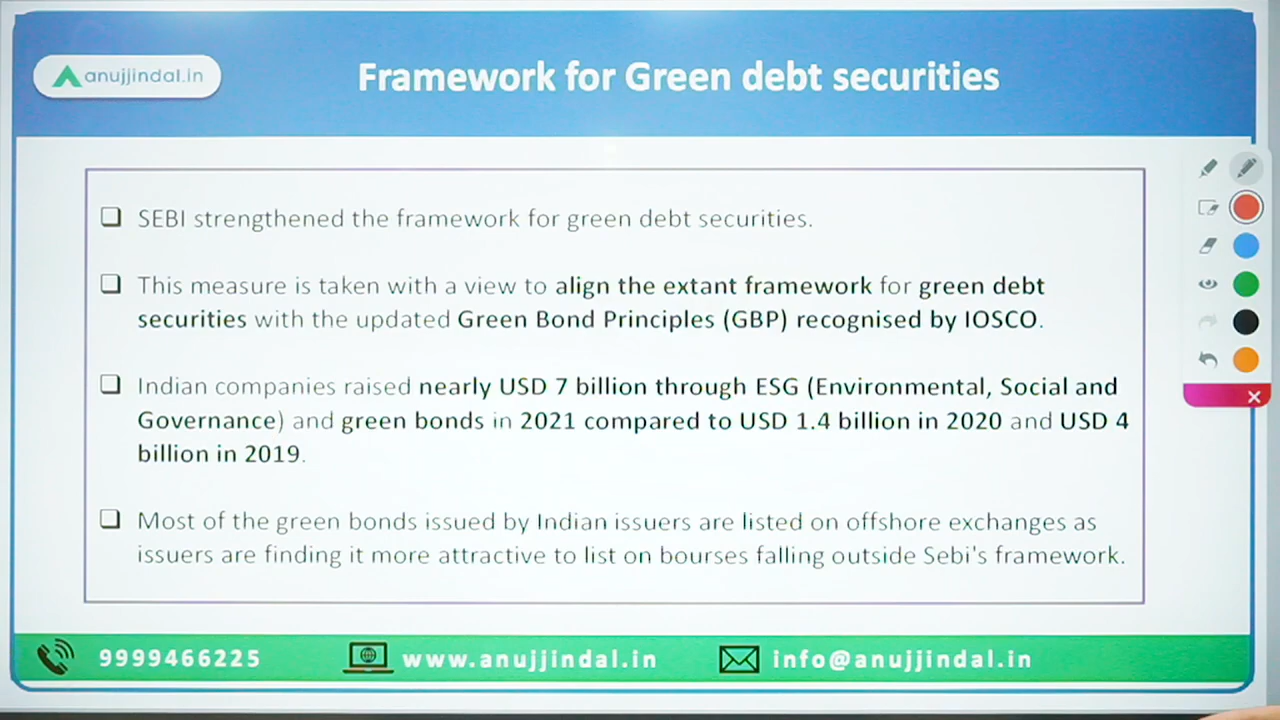 anujjindal.in
Framework for Green debt securities
SEBI strengthened the framework for green debt securities.
This measure is taken with a view to align the extant framework for green debt
securities with the updated Green Bond Principles (GBP) recognised by IOSCO.
Indian companies raised nearly USD 7 billion through ESG (Environmental, Social and
Governance) and green bonds in 2021 compared to USD 1.4 billion in 2020 and USD 4
billion in 2019.
Most of the green bonds issued by Indian issuers are listed on offshore exchanges as
issuers are finding it more attractive to list on bourses falling outside Sebi's framework.
9999466225 www.anujjindal.in info@anujjindal.in